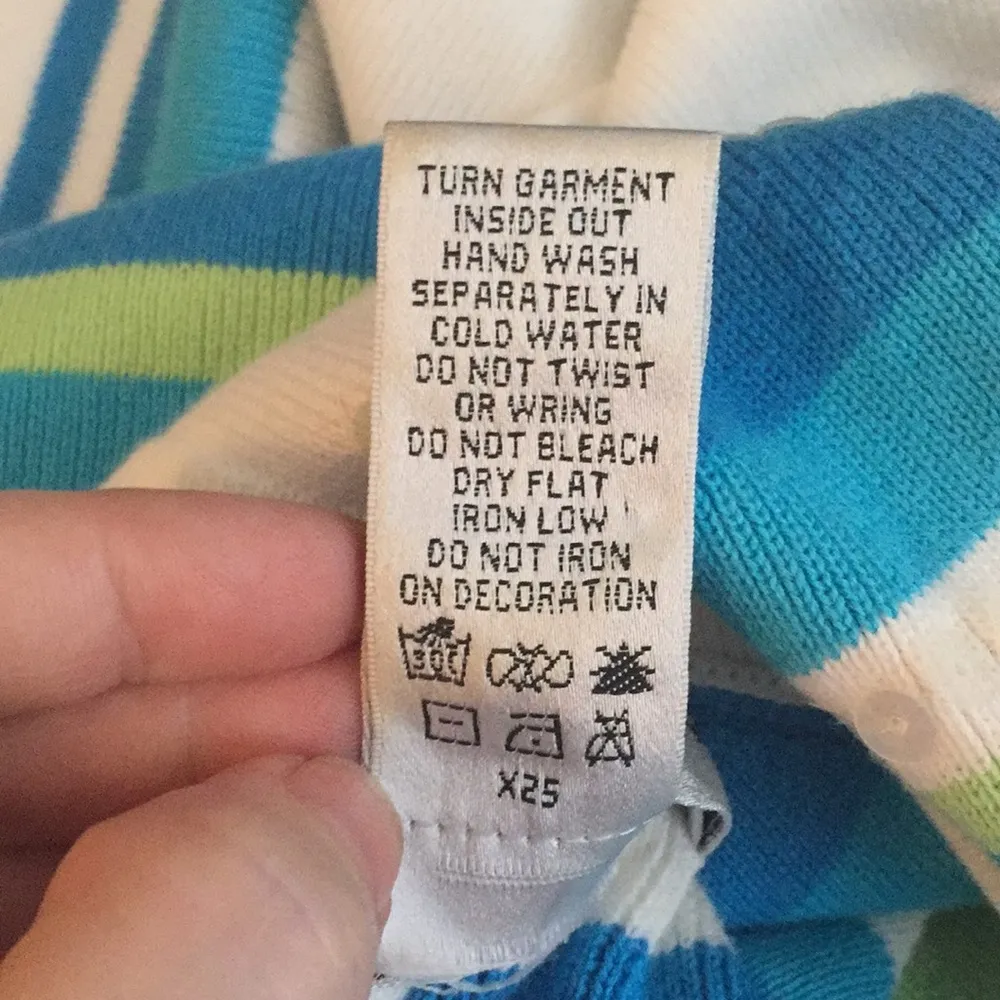 TURN GARMENT
INSIDE OUT
HAND WASH
SEPARATELY IN
COLD WATER
DO NOT TWIST
OR WRING
DO NOT BLEACH
DRY FLAT
IRON LOW
DO NOT IRON
ON DECORATION
30C
X25